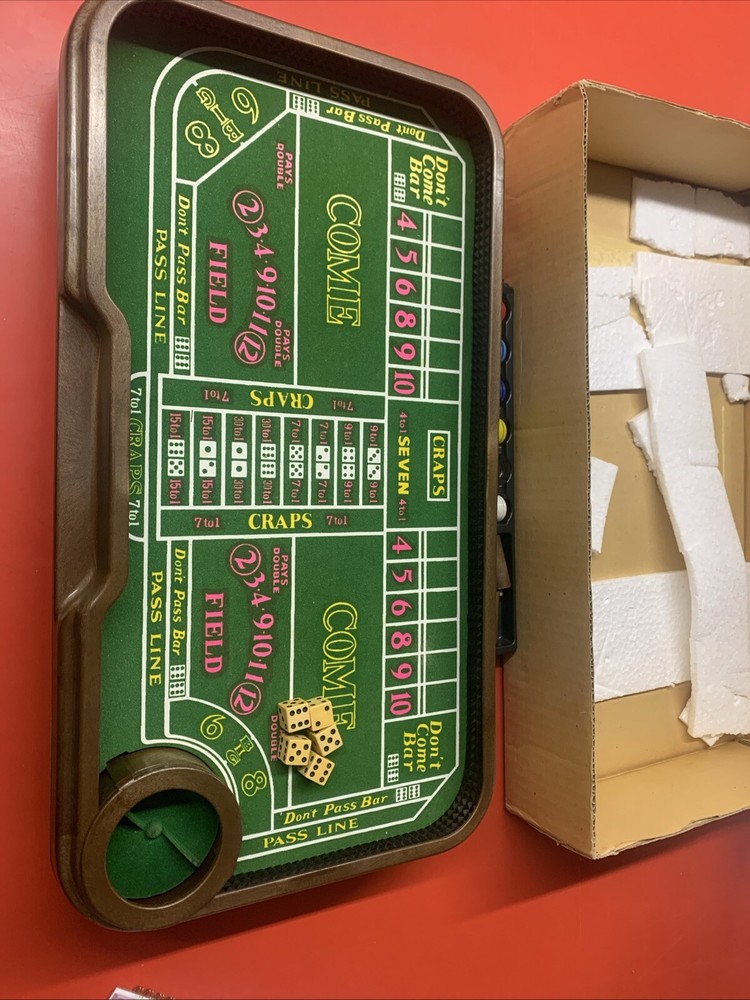 PASS LINE
Don't Pass Bar
6
BIG
8
PAYS DOUBLE
Don't Come Bar
COME
2 3·4·9·10·11 12
FIELD
PAYS DOUBLE
Don't Pass Bar
PASS LINE
4 5 6 8 9 10
7 to 1 CRAPS 7 to 1
7 to 1 CRAPS 7 to 1
15 to 1 15 to 1 30 to 1 30 to 1 7 to 1 7 to 1 9 to 1 9 to 1
15 to 1 15 to 1 30 to 1 30 to 1 7 to 1 7 to 1 9 to 1 9 to 1
4 to 1 SEVEN 4 to 1
CRAPS
7 to 1 CRAPS 7 to 1
4 5 6 8 9 10
COME
PAYS DOUBLE
2 3·4·9·10·11 12
FIELD
DOUBLE
Don't Pass Bar
PASS LINE
Don't Come Bar
6
BIG
8
Don't Pass Bar
PASS LINE